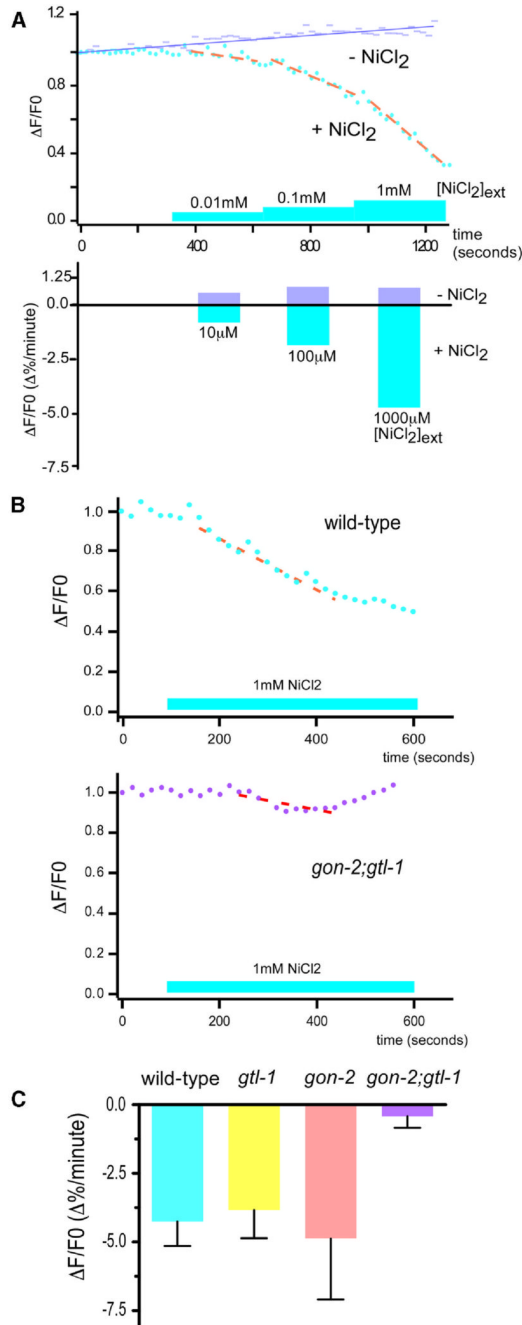 A
1.2
0.8
0.4
0.0
ΔF/F0
- NiCl2
+ NiCl2
0.01mM
0.1mM
1mM
[NiCl2]ext
0
400
800
1200
time
(seconds)
1.25
0.0
-2.5
-5.0
-7.5
ΔF/F0 (Δ%/minute)
- NiCl2
+ NiCl2
10μM
100μM
1000μM
[NiCl2]ext
B
1.0
0.8
0.6
0.4
0.2
0.0
ΔF/F0
wild-type
1mM NiCl2
0
200
400
600
time (seconds)
1.0
0.8
0.6
0.4
0.2
0.0
ΔF/F0
gon-2;gtl-1
1mM NiCl2
0
200
400
600
time (seconds)
C
wild-type gtl-1 gon-2 gon-2;gtl-1
0.0
-2.5
-5.0
-7.5
ΔF/F0 (Δ%/minute)